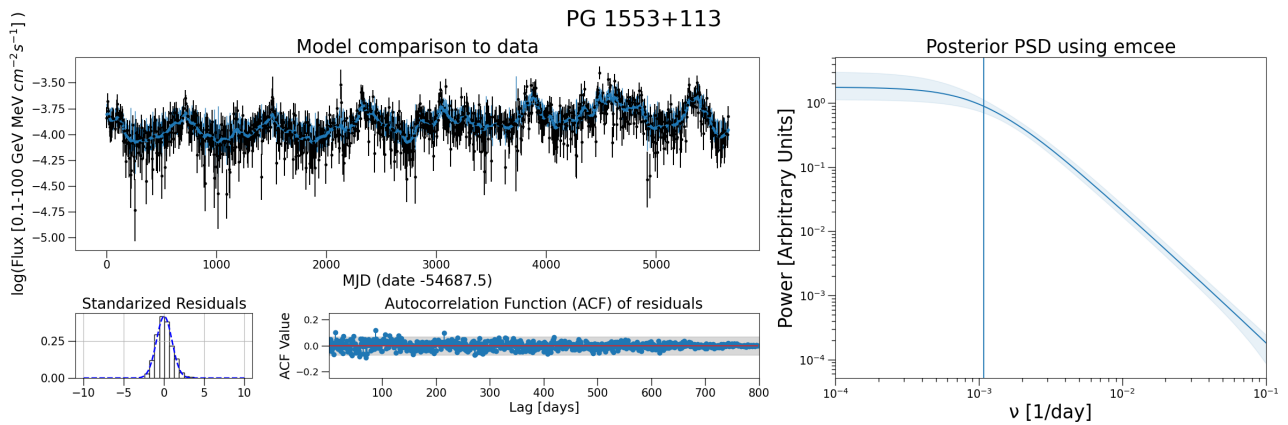 PG 1553+113
Model comparison to data
log(Flux [0.1-100 GeV MeV cm⁻²s⁻¹] )
−3.50
−3.75
−4.00
−4.25
−4.50
−4.75
−5.00
0 1000 2000 3000 4000 5000
MJD (date -54687.5)
Standarized Residuals
0.25
0.00
−10 −5 0 5 10
Autocorrelation Function (ACF) of residuals
ACF Value
0.2
0.0
−0.2
100 200 300 400 500 600 700 800
Lag [days]
Posterior PSD using emcee
Power [Arbritrary Units]
10⁰
10⁻¹
10⁻²
10⁻³
10⁻⁴
10⁻⁴ 10⁻³ 10⁻² 10⁻¹
ν [1/day]